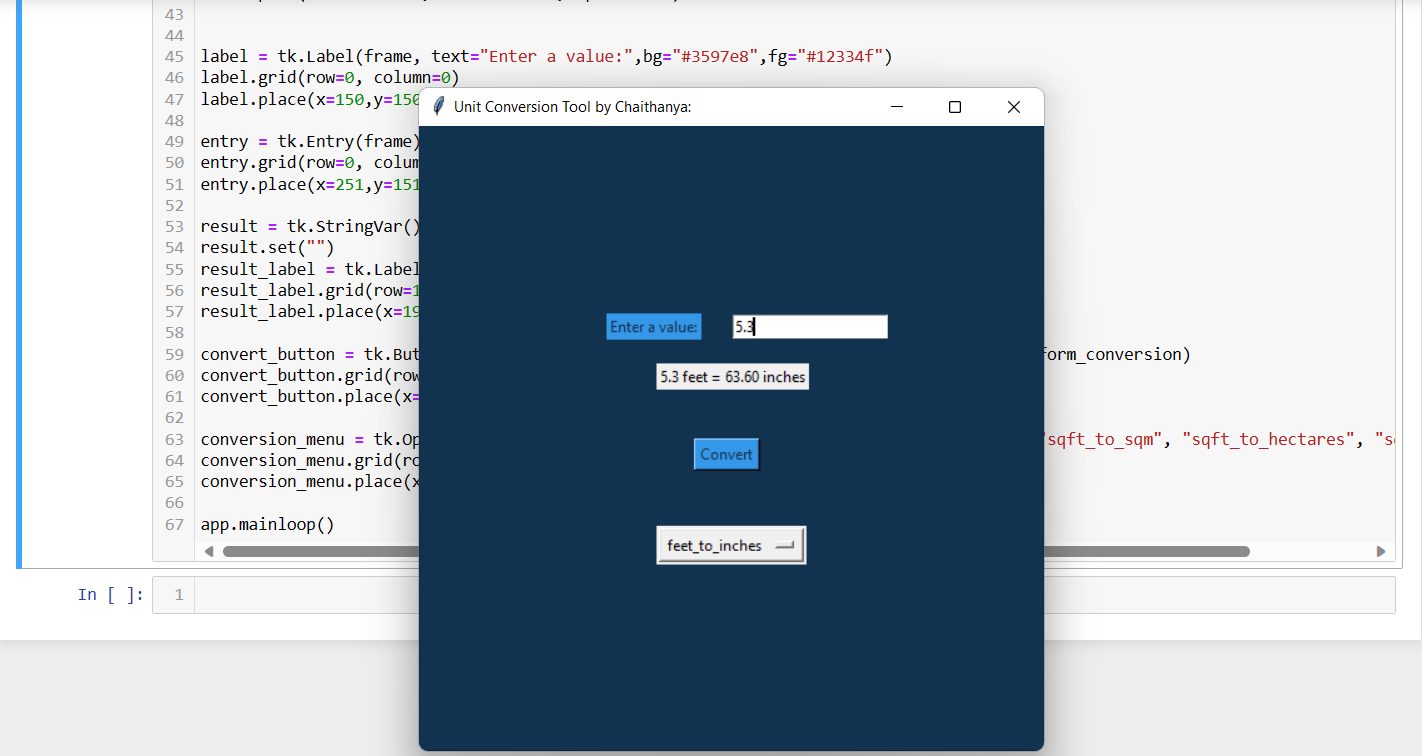 43
44
45 label = tk.Label(frame, text="Enter a value:",bg="#3597e8",fg="#12334f")
46 label.grid(row=0, column=0)
47 label.place(x=150,y=150
48
49 entry = tk.Entry(frame)
50 entry.grid(row=0, colum
51 entry.place(x=251,y=151
52
53 result = tk.StringVar()
54 result.set("")
55 result_label = tk.Label
56 result_label.grid(row=1
57 result_label.place(x=19
58
59 convert_button = tk.But form_conversion)
60 convert_button.grid(row
61 convert_button.place(x=
62
63 conversion_menu = tk.Op sqft_to_sqm", "sqft_to_hectares", "s
64 conversion_menu.grid(ro
65 conversion_menu.place(x
66
67 app.mainloop()
In [ ]: 1
Unit Conversion Tool by Chaithanya:
Enter a value: 5.3
5.3 feet = 63.60 inches
Convert
feet_to_inches